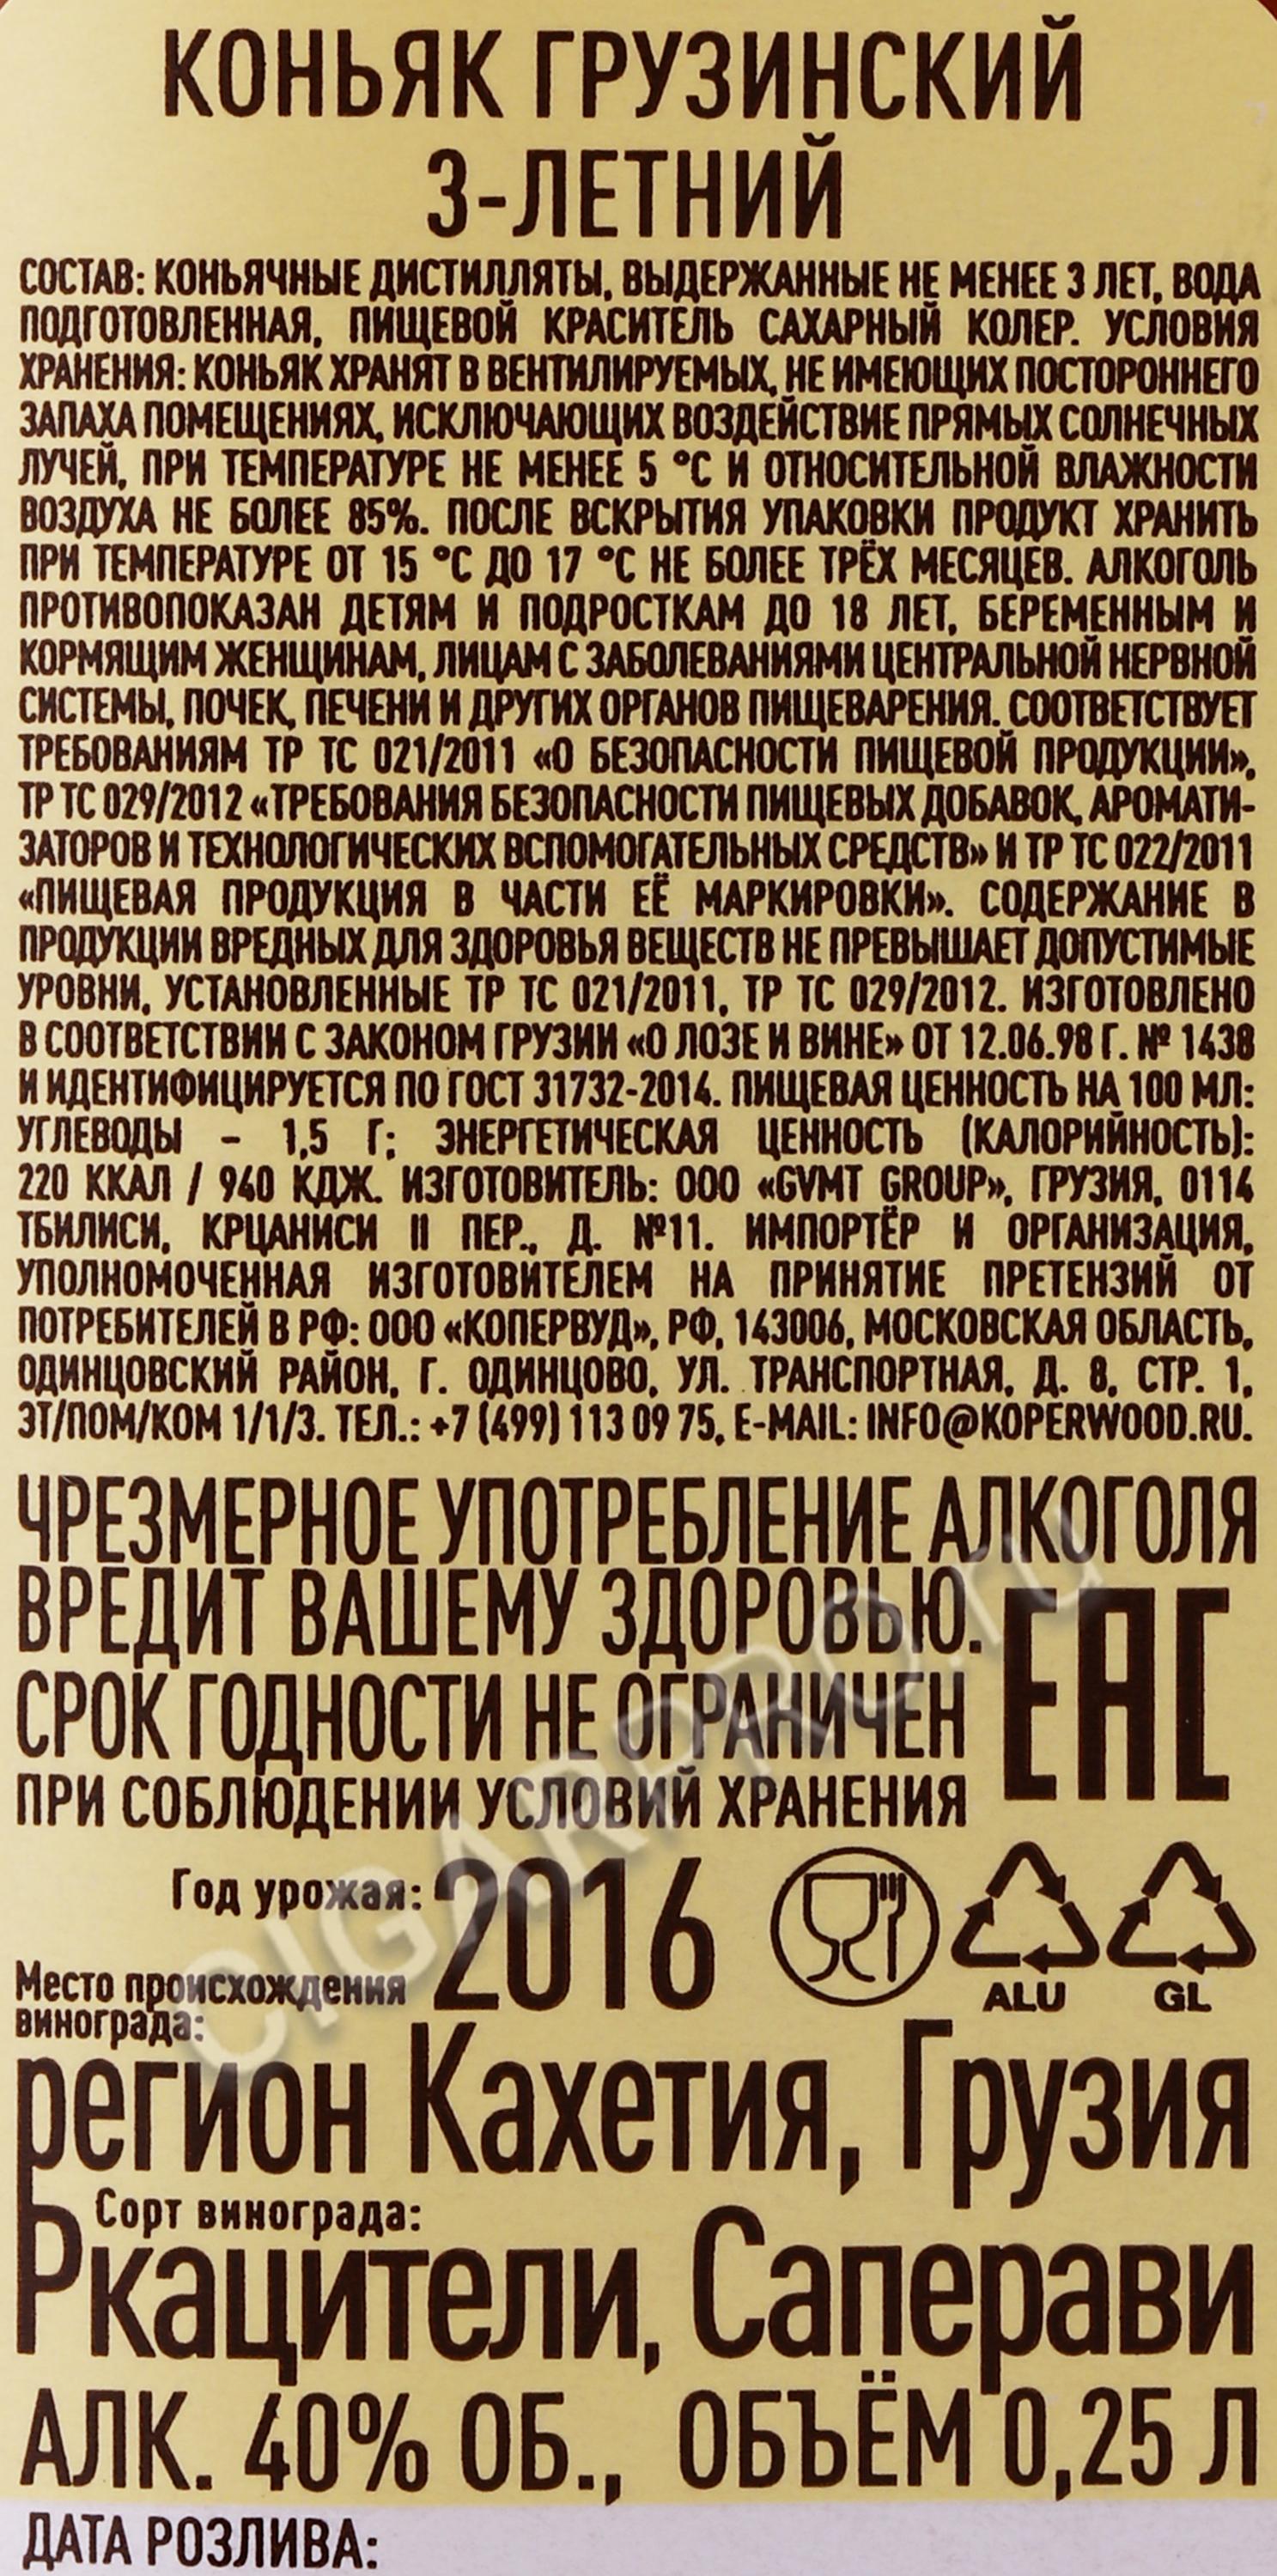 КОНЬЯК ГРУЗИНСКИЙ
3-ЛЕТНИЙ
СОСТАВ: КОНЬЯЧНЫЕ ДИСТИЛЛЯТЫ, ВЫДЕРЖАННЫЕ НЕ МЕНЕЕ 3 ЛЕТ, ВОДА
ПОДГОТОВЛЕННАЯ, ПИЩЕВОЙ КРАСИТЕЛЬ САХАРНЫЙ КОЛЕР. УСЛОВИЯ
ХРАНЕНИЯ: КОНЬЯК ХРАНЯТ В ВЕНТИЛИРУЕМЫХ, НЕ ИМЕЮЩИХ ПОСТОРОННЕГО
ЗАПАХА ПОМЕЩЕНИЯХ, ИСКЛЮЧАЮЩИХ ВОЗДЕЙСТВИЕ ПРЯМЫХ СОЛНЕЧНЫХ
ЛУЧЕЙ, ПРИ ТЕМПЕРАТУРЕ НЕ МЕНЕЕ 5 °C И ОТНОСИТЕЛЬНОЙ ВЛАЖНОСТИ
ВОЗДУХА НЕ БОЛЕЕ 85%. ПОСЛЕ ВСКРЫТИЯ УПАКОВКИ ПРОДУКТ ХРАНИТЬ
ПРИ ТЕМПЕРАТУРЕ ОТ 15 °C ДО 17 °C НЕ БОЛЕЕ ТРЁХ МЕСЯЦЕВ. АЛКОГОЛЬ
ПРОТИВОПОКАЗАН ДЕТЯМ И ПОДРОСТКАМ ДО 18 ЛЕТ, БЕРЕМЕННЫМ И
КОРМЯЩИМ ЖЕНЩИНАМ, ЛИЦАМ С ЗАБОЛЕВАНИЯМИ ЦЕНТРАЛЬНОЙ НЕРВНОЙ
СИСТЕМЫ, ПОЧЕК, ПЕЧЕНИ И ДРУГИХ ОРГАНОВ ПИЩЕВАРЕНИЯ. СООТВЕТСТВУЕТ
ТРЕБОВАНИЯМ ТР ТС 021/2011 «О БЕЗОПАСНОСТИ ПИЩЕВОЙ ПРОДУКЦИИ»,
ТР ТС 029/2012 «ТРЕБОВАНИЯ БЕЗОПАСНОСТИ ПИЩЕВЫХ ДОБАВОК, АРОМАТИ-
ЗАТОРОВ И ТЕХНОЛОГИЧЕСКИХ ВСПОМОГАТЕЛЬНЫХ СРЕДСТВ» И ТР ТС 022/2011
«ПИЩЕВАЯ ПРОДУКЦИЯ В ЧАСТИ ЕЁ МАРКИРОВКИ». СОДЕРЖАНИЕ В
ПРОДУКЦИИ ВРЕДНЫХ ДЛЯ ЗДОРОВЬЯ ВЕЩЕСТВ НЕ ПРЕВЫШАЕТ ДОПУСТИМЫЕ
УРОВНИ, УСТАНОВЛЕННЫЕ ТР ТС 021/2011, ТР ТС 029/2012. ИЗГОТОВЛЕНО
В СООТВЕТСТВИИ С ЗАКОНОМ ГРУЗИИ «О ЛОЗЕ И ВИНЕ» ОТ 12.06.98 Г. № 1438
И ИДЕНТИФИЦИРУЕТСЯ ПО ГОСТ 31732-2014. ПИЩЕВАЯ ЦЕННОСТЬ НА 100 МЛ:
УГЛЕВОДЫ – 1,5 Г; ЭНЕРГЕТИЧЕСКАЯ ЦЕННОСТЬ (КАЛОРИЙНОСТЬ):
220 ККАЛ / 940 КДЖ. ИЗГОТОВИТЕЛЬ: ООО «GVMT GROUP», ГРУЗИЯ, 0114
ТБИЛИСИ, КРЦАНИСИ II ПЕР., Д. №11. ИМПОРТЁР И ОРГАНИЗАЦИЯ,
УПОЛНОМОЧЕННАЯ ИЗГОТОВИТЕЛЕМ НА ПРИНЯТИЕ ПРЕТЕНЗИЙ ОТ
ПОТРЕБИТЕЛЕЙ В РФ: ООО «КОПЕРВУД», РФ, 143006, МОСКОВСКАЯ ОБЛАСТЬ,
ОДИНЦОВСКИЙ РАЙОН, Г. ОДИНЦОВО, УЛ. ТРАНСПОРТНАЯ, Д. 8, СТР. 1,
ЭТ/ПОМ/КОМ 1/1/3. ТЕЛ.: +7 (499) 113 09 75, E-MAIL: INFO@KOPERWOOD.RU.
ЧРЕЗМЕРНОЕ УПОТРЕБЛЕНИЕ АЛКОГОЛЯ
ВРЕДИТ ВАШЕМУ ЗДОРОВЬЮ.
СРОК ГОДНОСТИ НЕ ОГРАНИЧЕН
ПРИ СОБЛЮДЕНИИ УСЛОВИЙ ХРАНЕНИЯ
EAC
Год урожая: 2016
ALU GL
Место происхождения
винограда:
регион Кахетия, Грузия
Сорт винограда:
Ркацители, Саперави
АЛК. 40% ОБ., ОБЪЁМ 0,25 Л
ДАТА РОЗЛИВА:
CIGARPRO.ru